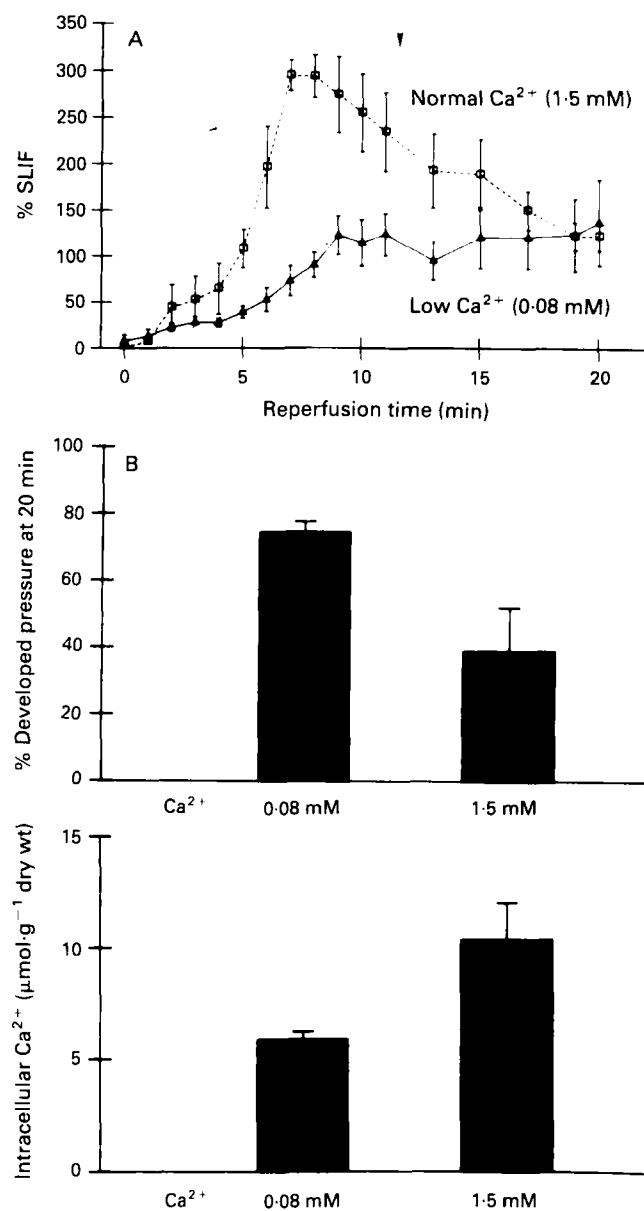 A
350
300
250
200
150
100
50
0
% SLIF
Normal Ca²⁺ (1·5 mM)
Low Ca²⁺ (0·08 mM)
0 5 10 15 20
Reperfusion time (min)
B
100
80
60
40
20
0
% Developed pressure at 20 min
Ca²⁺ 0·08 mM 1·5 mM
15
10
5
0
Intracellular Ca²⁺ (μmol·g⁻¹ dry wt)
Ca²⁺ 0·08 mM 1·5 mM